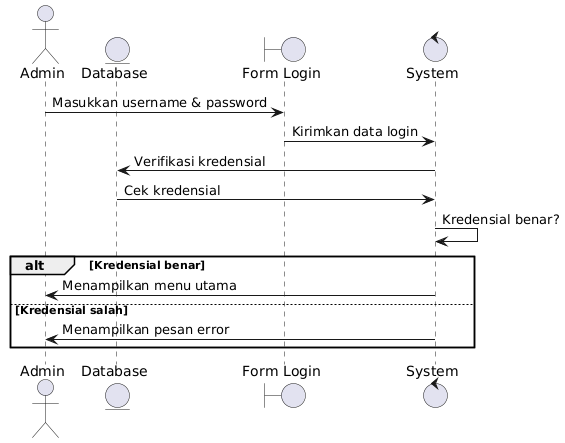 Admin
Database
Form Login
System
Masukkan username & password
Kirimkan data login
Verifikasi kredensial
Cek kredensial
Kredensial benar?
alt [Kredensial benar]
Menampilkan menu utama
[Kredensial salah]
Menampilkan pesan error
Admin
Database
Form Login
System